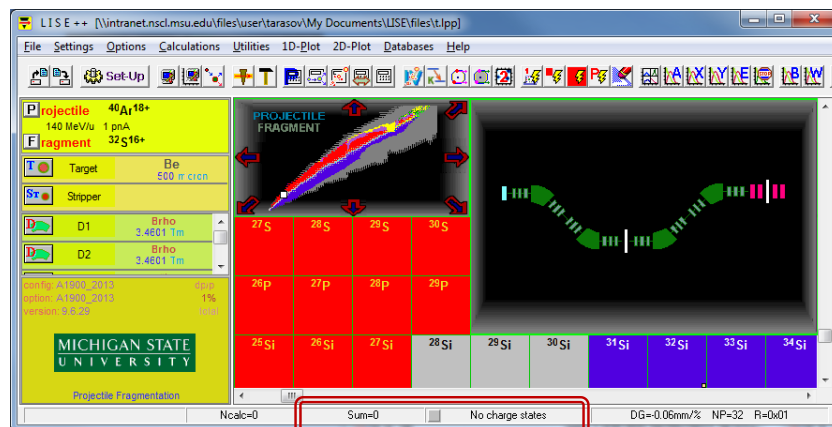 L I S E ++ [\\intranet.nscl.msu.edu\files\user\tarasov\My Documents\LISE\files\t.lpp]
File Settings Options Calculations Utilities 1D-Plot 2D-Plot Databases Help
Set-Up
Projectile 40Ar18+
140 MeV/u 1 pnA
Fragment 32S16+
PROJECTILE
FRAGMENT
T Target Be
500 micron
ST Stripper
D D1 Brho
3.4601 Tm
D D2 Brho
3.4601 Tm
config: A1900_2013 dp/p
option: A1900_2013 1%
version: 9.6.29 total
MICHIGAN STATE
UNIVERSITY
Projectile Fragmentation
27S 28S 29S 30S
26P 27P 28P 29P
25Si 26Si 27Si 28Si 29Si 30Si 31Si 32Si 33Si 34Si
Ncalc=0 Sum=0 No charge states DG=-0.06mm/% NP=32 R=0x01